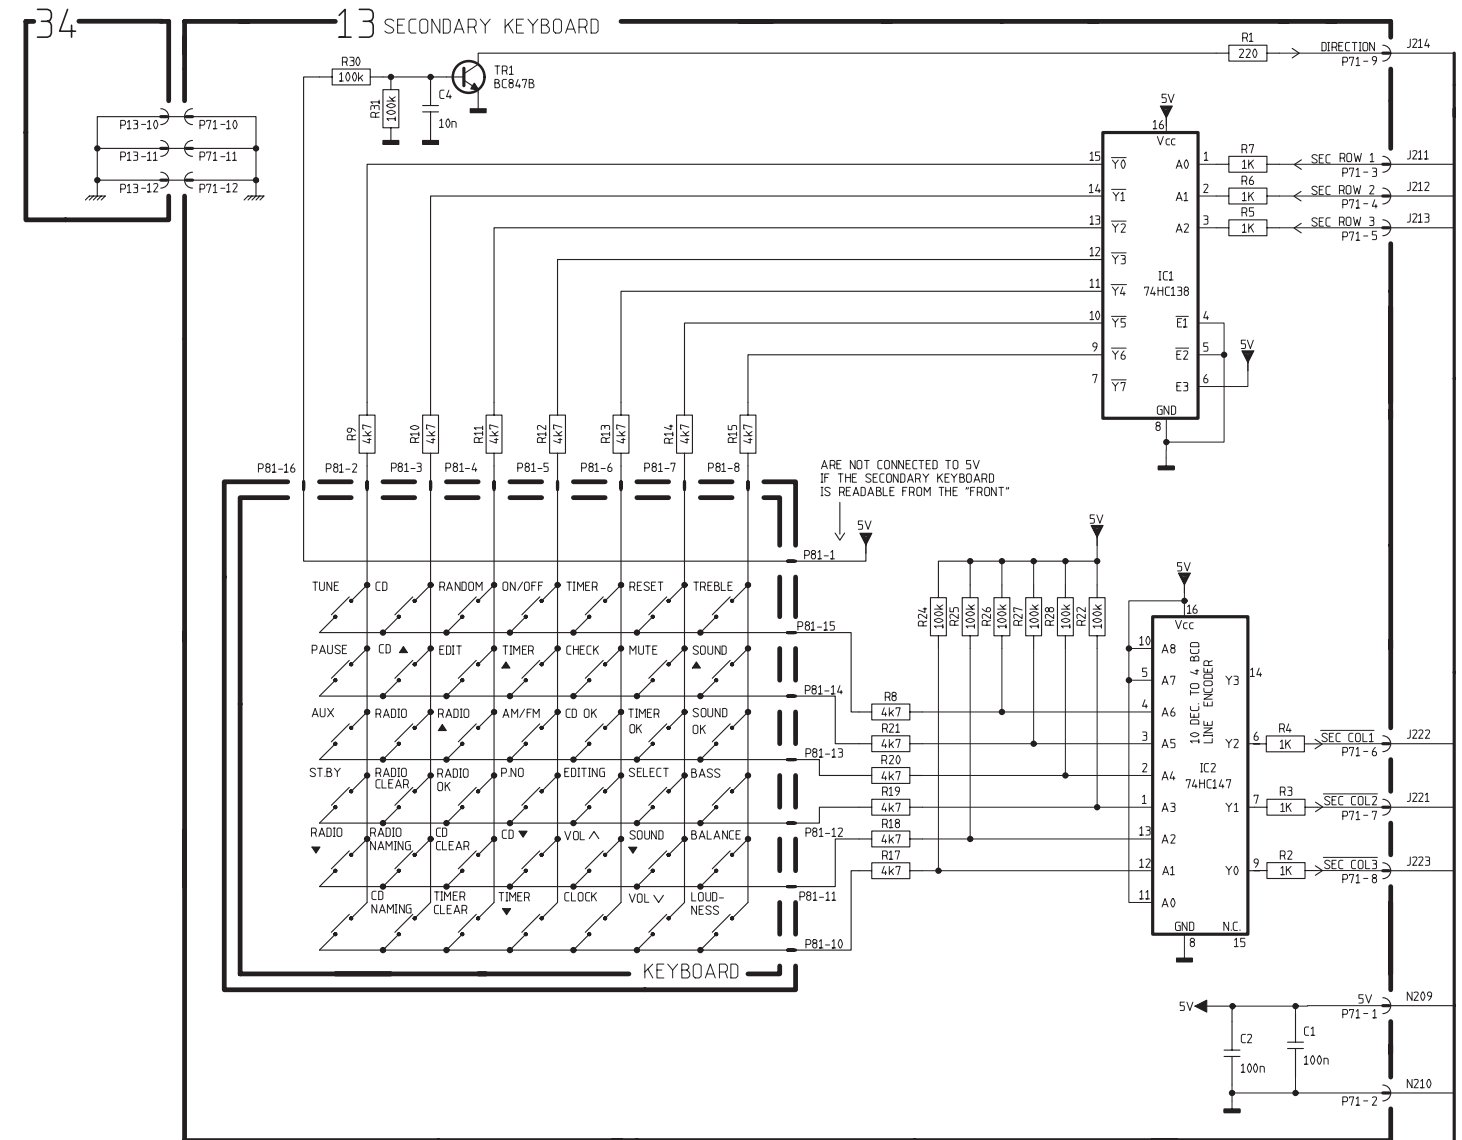 34
13 SECONDARY KEYBOARD
R30
100k
R31
100k
C4
10n
TR1
BC847B
R1
220
DIRECTION
P71-9
J214
P13-10
P71-10
P13-11
P71-11
P13-12
P71-12
5V
16
Vcc
15 Y0 A0 1
14 Y1 A1 2
13 Y2 A2 3
12 Y3
11 Y4
10 Y5 E1 4
9 Y6 E2 5
7 Y7 E3 6
IC1
74HC138
GND
8
5V
R7
1K
SEC ROW 1
P71-3
J211
R6
1K
SEC ROW 2
P71-4
J212
R5
1K
SEC ROW 3
P71-5
J213
R9
4k7
R10
4k7
R11
4k7
R12
4k7
R13
4k7
R14
4k7
R15
4k7
P81-16 P81-2 P81-3 P81-4 P81-5 P81-6 P81-7 P81-8
ARE NOT CONNECTED TO 5V
IF THE SECONDARY KEYBOARD
IS READABLE FROM THE "FRONT"
5V
P81-1
TUNE CD RANDOM ON/OFF TIMER RESET TREBLE
P81-15
PAUSE CD ▲ EDIT TIMER ▲ CHECK MUTE SOUND ▲
P81-14
AUX RADIO RADIO ▲ AM/FM CD OK TIMER OK SOUND OK
P81-13
ST.BY RADIO CLEAR RADIO OK P.NO EDITING SELECT BASS
P81-12
RADIO ▼ RADIO NAMING CD CLEAR CD ▼ VOL ∧ SOUND ▼ BALANCE
P81-11
CD NAMING TIMER CLEAR TIMER ▼ CLOCK VOL ∨ LOUD-NESS
P81-10
KEYBOARD
5V
R24
100k
R25
100k
R26
100k
R27
100k
R28
100k
R22
100k
R8
4k7
R21
4k7
R20
4k7
R19
4k7
R18
4k7
R17
4k7
5V
16
Vcc
10 A8
5 A7
4 A6
3 A5
2 A4
1 A3
13 A2
12 A1
11 A0
10 DEC. TO 4 BCD
LINE ENCODER
IC2
74HC147
Y3 14
Y2 6
Y1 7
Y0 9
GND
8
N.C.
15
R4
1K
SEC COL1
P71-6
J222
R3
1K
SEC COL2
P71-7
J221
R2
1K
SEC COL3
P71-8
J223
5V
5V
P71-1
N209
C2
100n
C1
100n
P71-2
N210